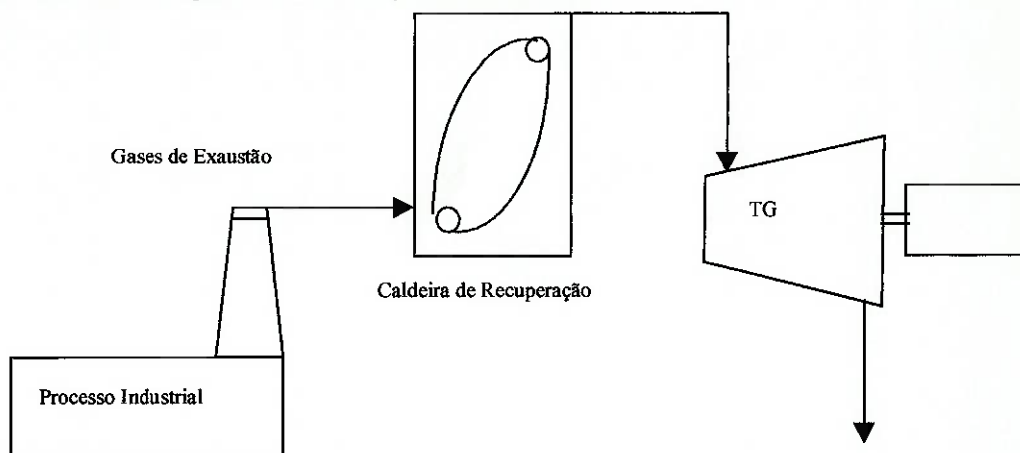 Gases de Exaustão
TG
Caldeira de Recuperação
Processo Industrial